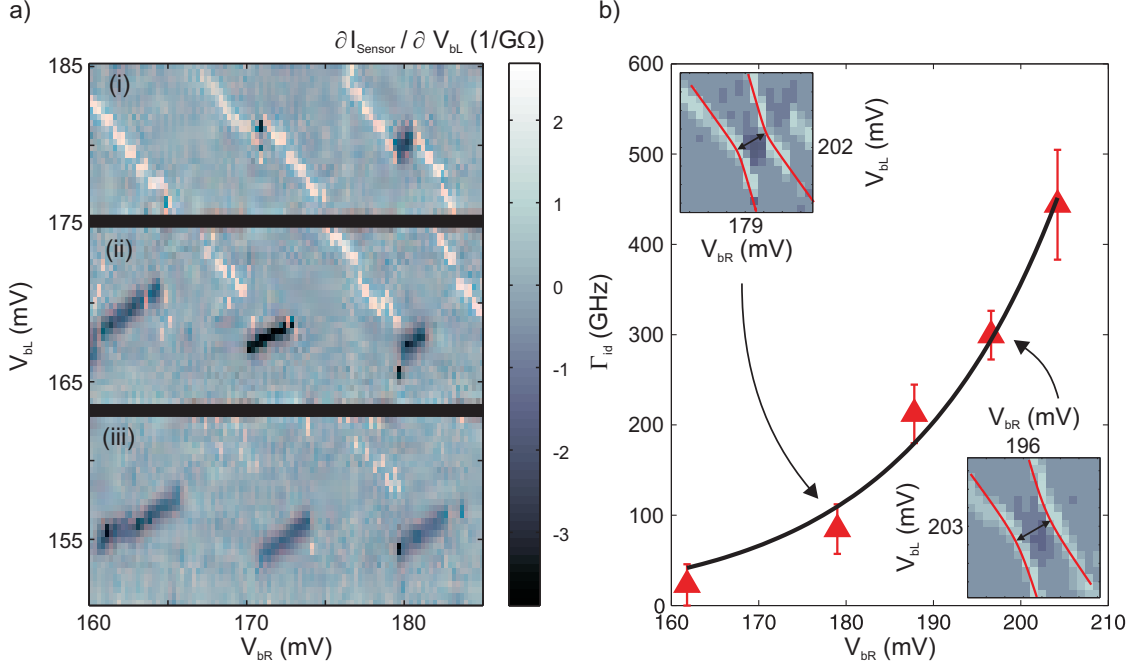 a)
∂I_Sensor / ∂ V_bL (1/GΩ)
185
175
165
155
V_bL (mV)
(i)
(ii)
(iii)
160
170
180
V_bR (mV)
2
1
0
-1
-2
-3
b)
600
500
400
300
200
100
0
Γ_id (GHz)
160
170
180
190
200
210
V_bR (mV)
202
V_bL (mV)
179
V_bR (mV)
V_bR (mV)
196
203
V_bL (mV)